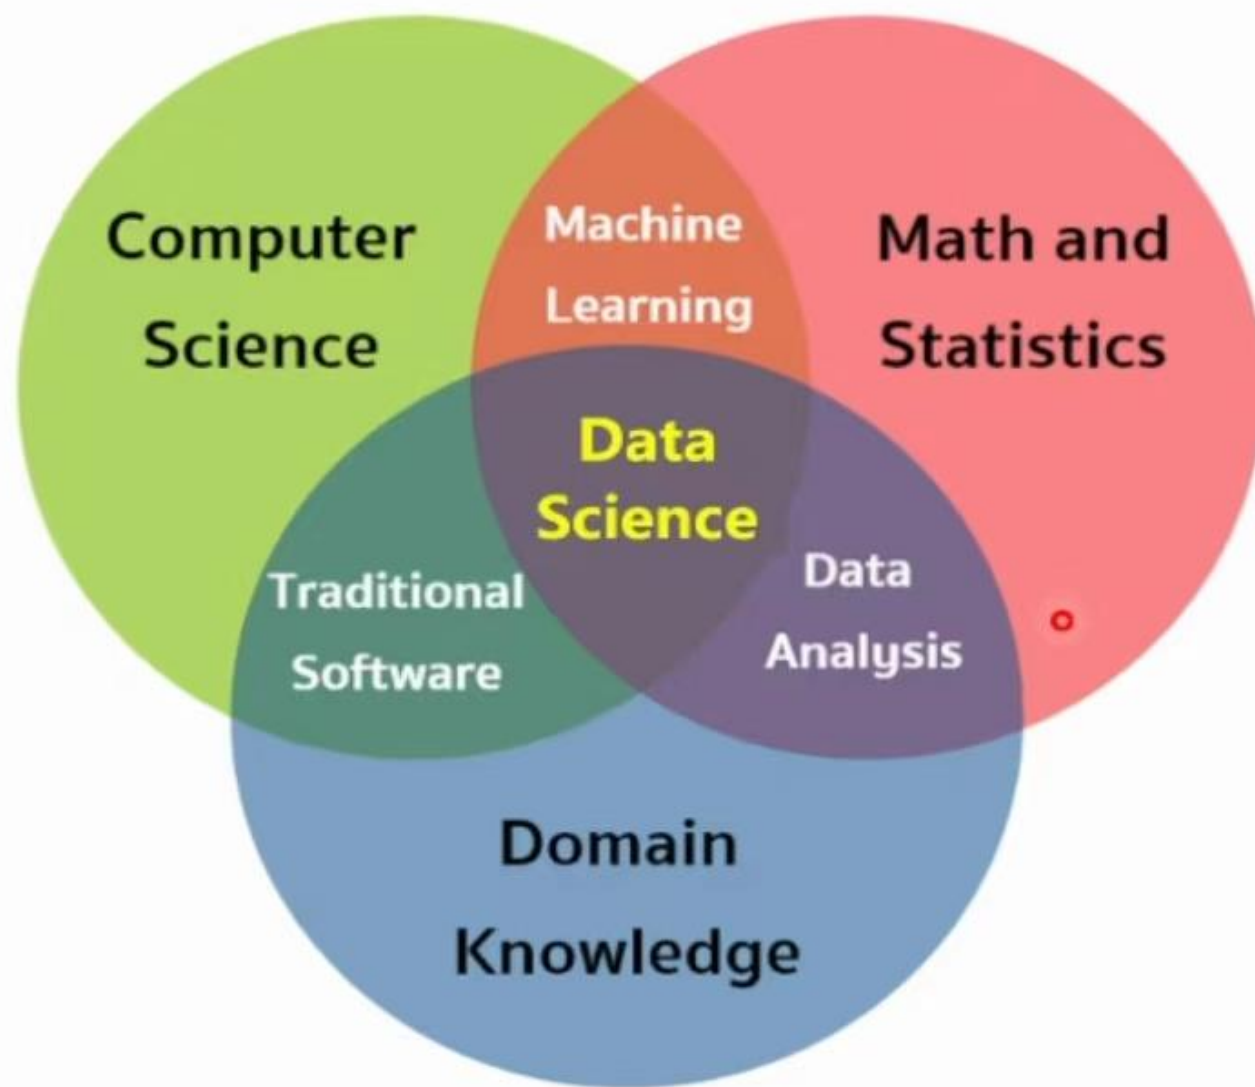 Computer
Science
Machine
Learning
Math and
Statistics
Data
Science
Traditional
Software
Data
Analysis
Domain
Knowledge